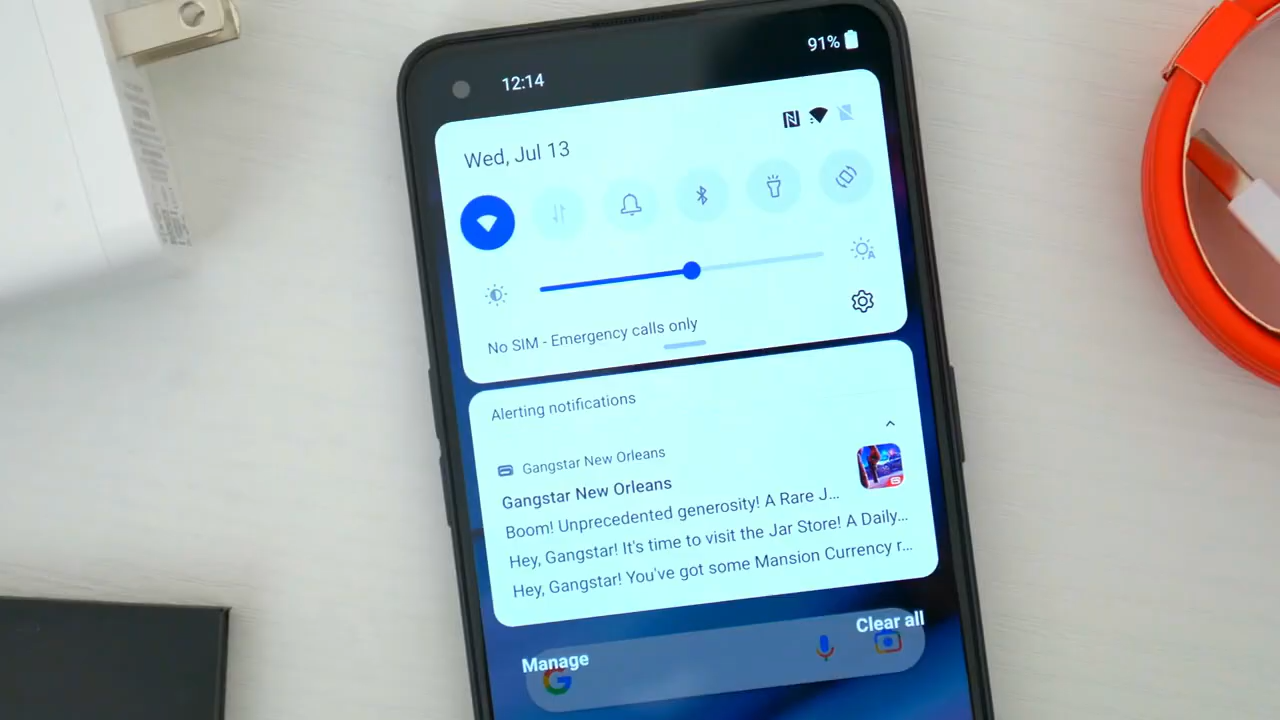 12:14
91%
Wed, Jul 13
No SIM - Emergency calls only
Alerting notifications
Gangstar New Orleans
Gangstar New Orleans
Boom! Unprecedented generosity! A Rare J...
Hey, Gangstar! It's time to visit the Jar Store! A Daily...
Hey, Gangstar! You've got some Mansion Currency r...
Manage
Clear all